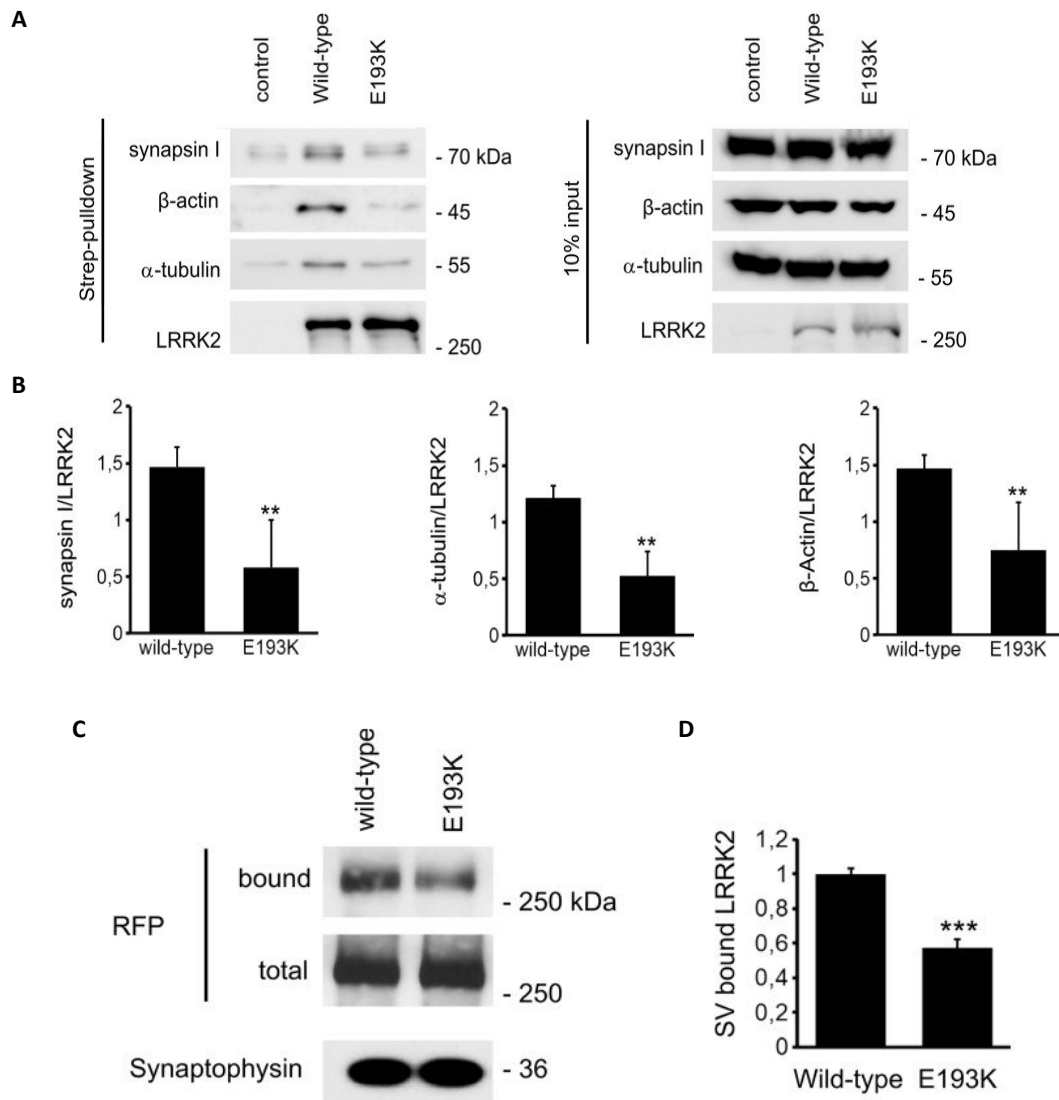 A
control
Wild-type
E193K
Strep-pulldown
synapsin I
- 70 kDa
β-actin
- 45
α-tubulin
- 55
LRRK2
- 250
control
Wild-type
E193K
10% input
synapsin I
- 70 kDa
β-actin
- 45
α-tubulin
- 55
LRRK2
- 250
B
synapsin I/LRRK2
2
1,5
1
0,5
0
**
wild-type
E193K
α-tubulin/LRRK2
2
1,5
1
0,5
0
**
wild-type
E193K
β-Actin/LRRK2
2
1,5
1
0,5
0
**
wild-type
E193K
C
wild-type
E193K
RFP
bound
- 250 kDa
total
- 250
Synaptophysin
- 36
D
SV bound LRRK2
1,2
1
0,8
0,6
0,4
0,2
0
***
Wild-type
E193K